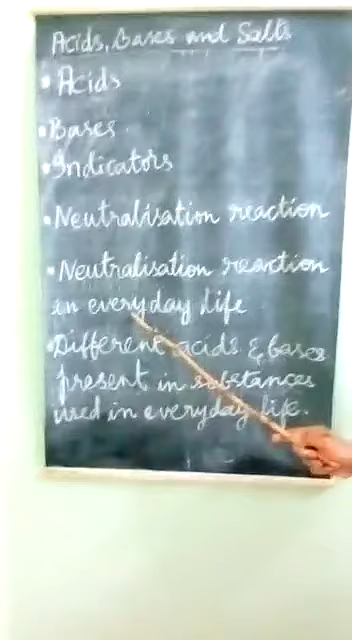 Acids, Bases and Salts
• Acids
• Bases
• Indicators
• Neutralisation reaction
• Neutralisation reaction
in everyday life
• Different acids & bases
present in substances
used in everyday life.